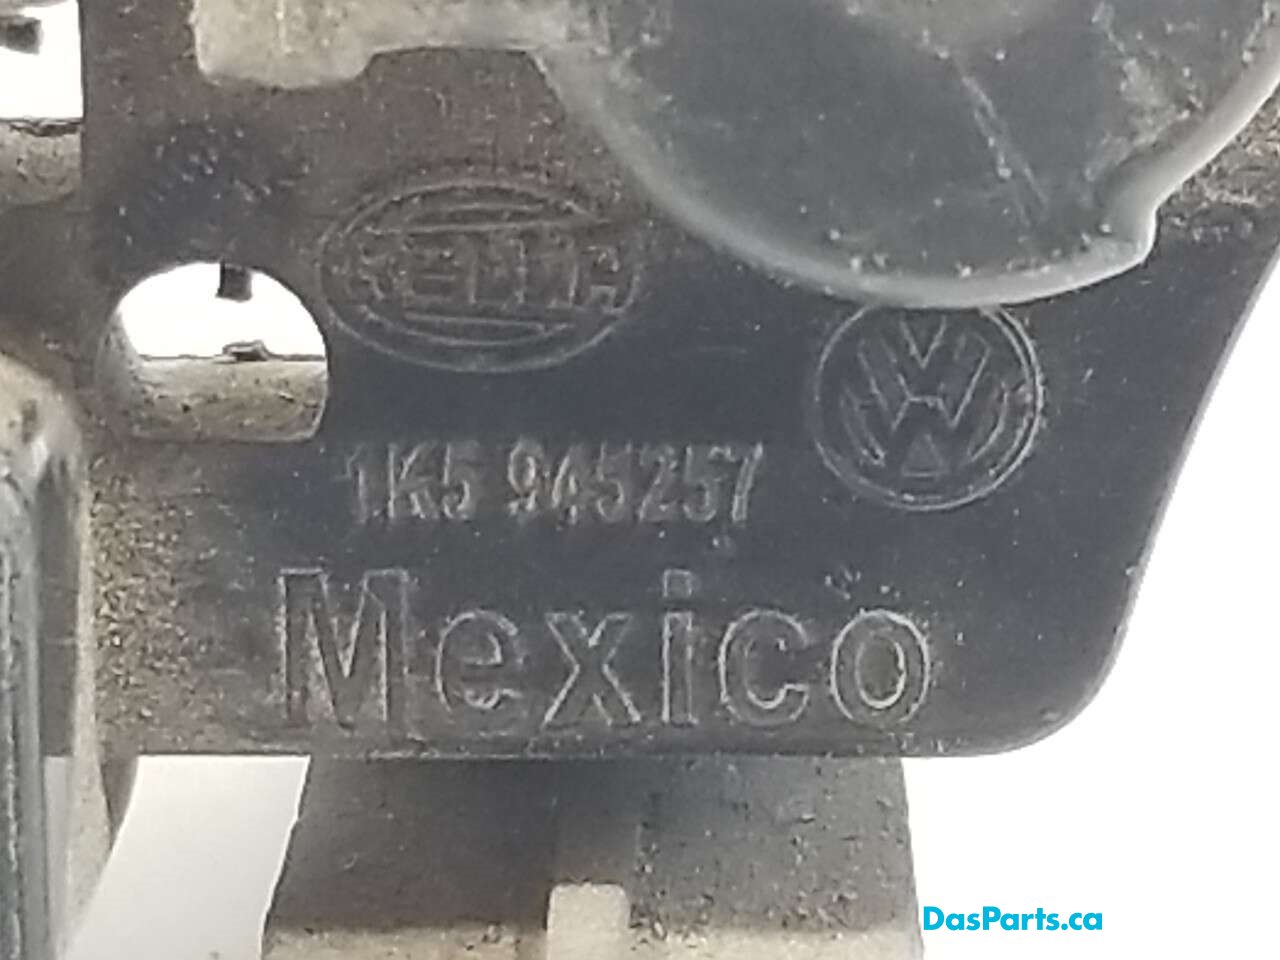 HELLA
1K5 945257
Mexico
DasParts.ca